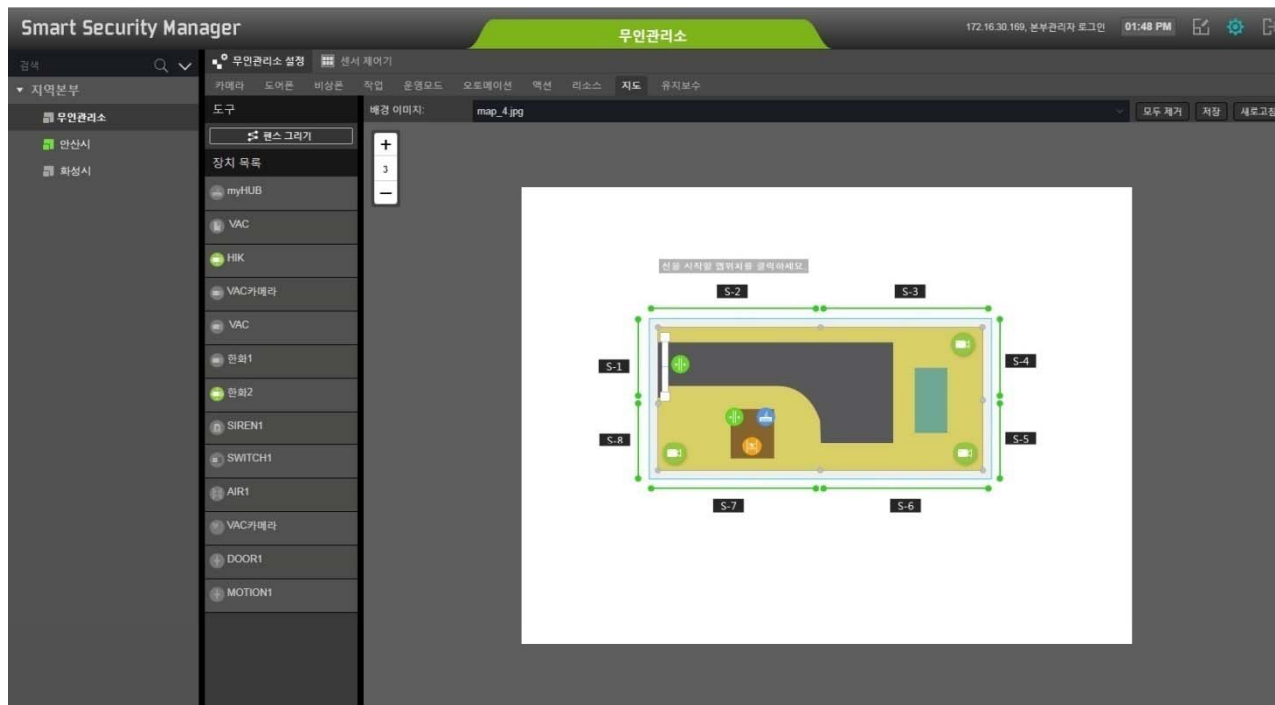 Smart Security Manager
무인관리소
172.16.30.169, 본부관리자 로그인 01:48 PM
검색
지역본부
무인관리소
안산시
화성시
무인관리소 설정 센서 제어기
카메라 도어폰 비상폰 작업 운영모드 오토메이션 액션 리소스 지도 유지보수
도구
펜스 그리기
장치 목록
myHUB
VAC
HIK
VAC카메라
VAC
한화1
한화2
SIREN1
SWITCH1
AIR1
VAC카메라
DOOR1
MOTION1
배경 이미지: map_4.jpg 모두 제거 저장 새로고침
+
3
−
선을 시작할 맵위치를 클릭하세요.
S-2 S-3
S-1 S-4
S-8 S-5
S-7 S-6